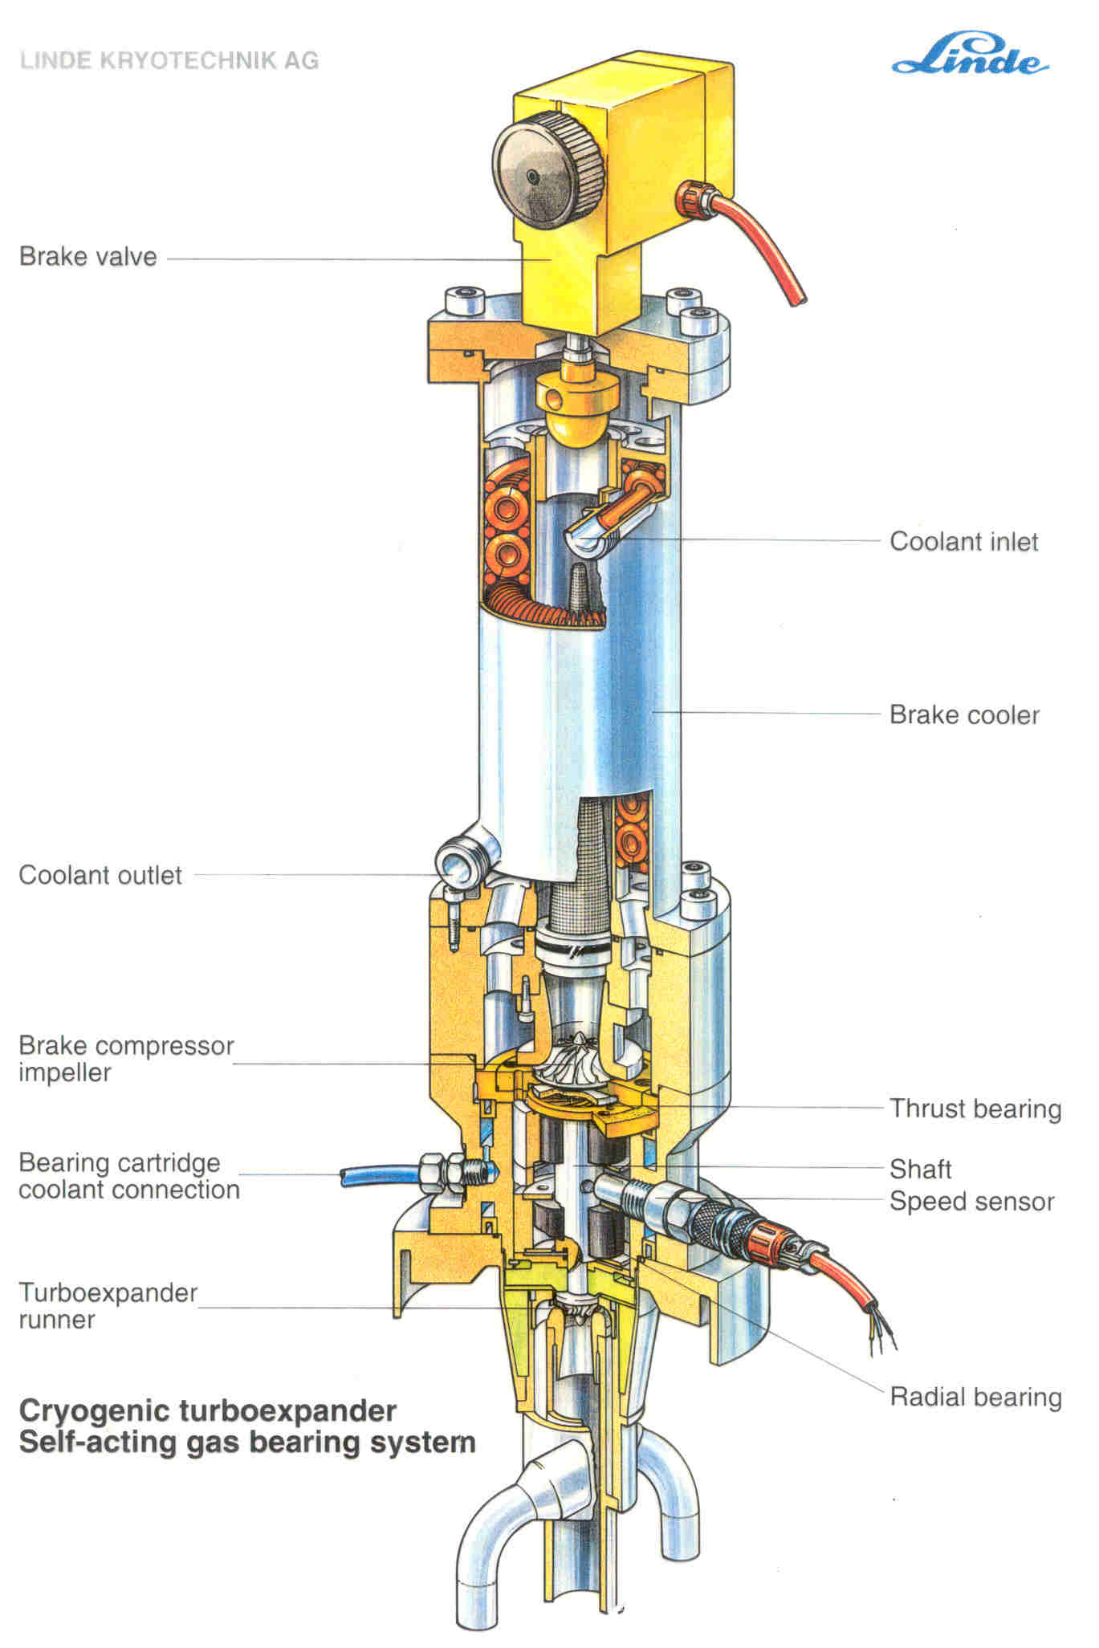 LINDE KRYOTECHNIK AG
Linde
Brake valve
Coolant inlet
Brake cooler
Coolant outlet
Brake compressor
impeller
Thrust bearing
Bearing cartridge
coolant connection
Shaft
Speed sensor
Turboexpander
runner
Radial bearing
Cryogenic turboexpander
Self-acting gas bearing system